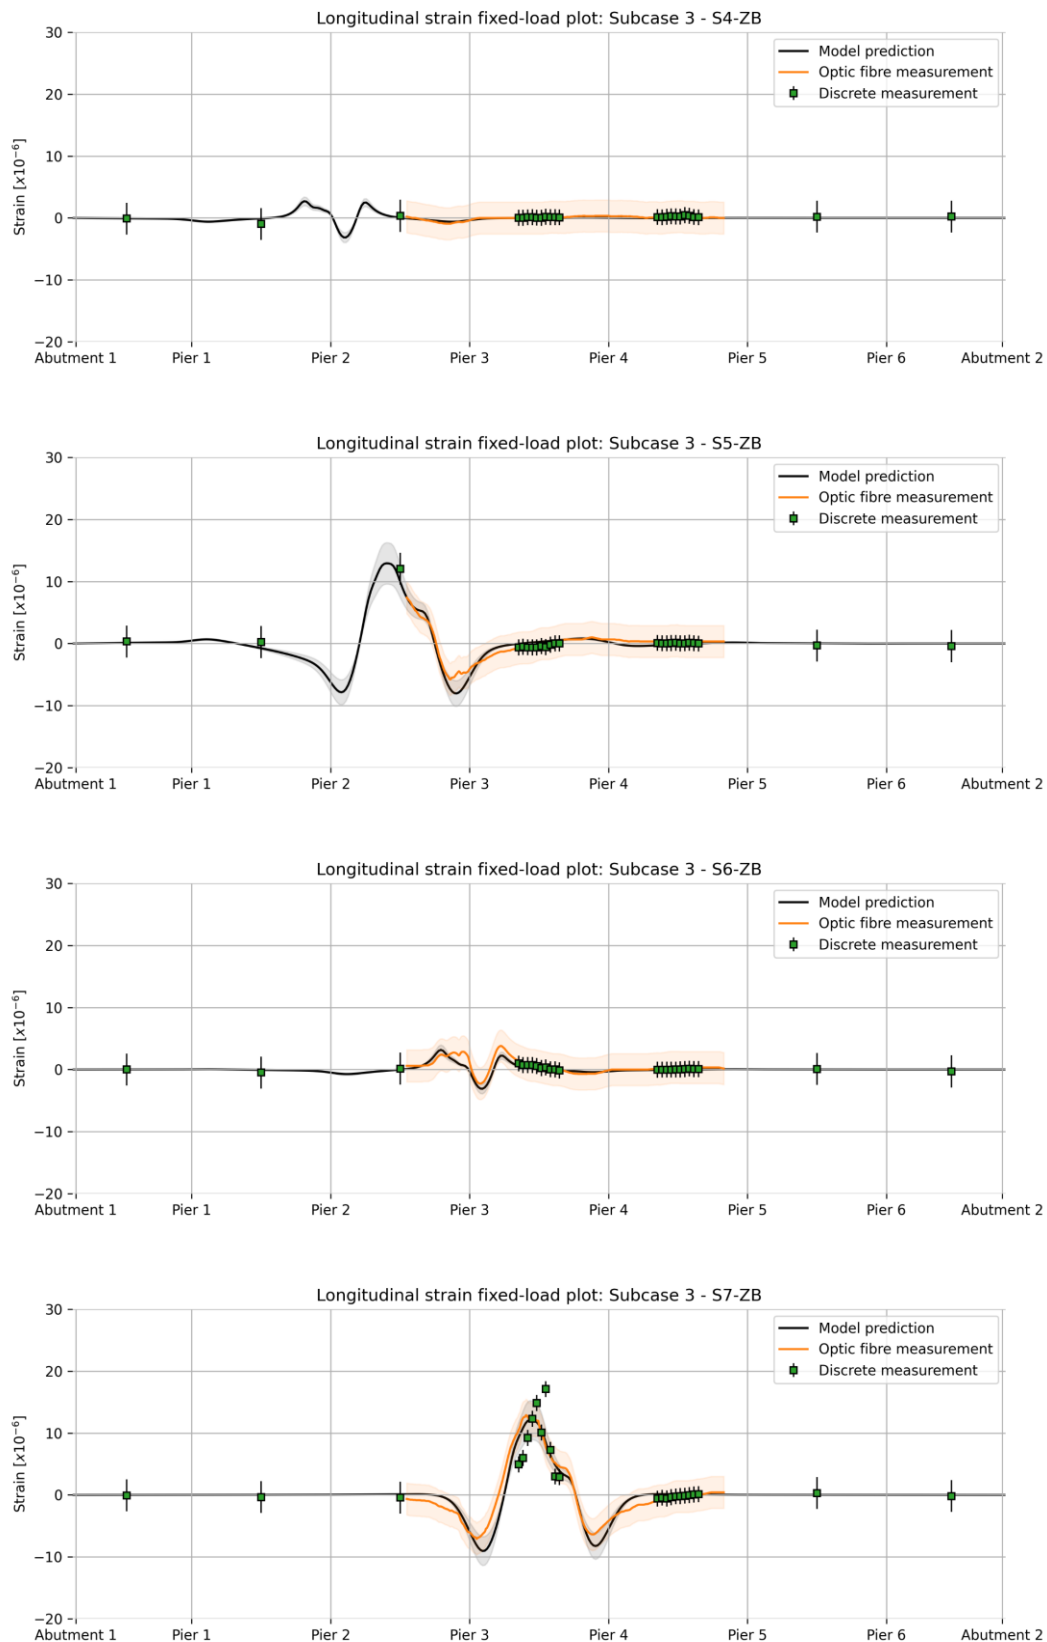 Longitudinal strain fixed-load plot: Subcase 3 - S4-ZB
30
20
10
0
−10
−20
Strain [x10⁻⁶]
Model prediction
Optic fibre measurement
Discrete measurement
Abutment 1 Pier 1 Pier 2 Pier 3 Pier 4 Pier 5 Pier 6 Abutment 2
Longitudinal strain fixed-load plot: Subcase 3 - S5-ZB
30
20
10
0
−10
−20
Strain [x10⁻⁶]
Model prediction
Optic fibre measurement
Discrete measurement
Abutment 1 Pier 1 Pier 2 Pier 3 Pier 4 Pier 5 Pier 6 Abutment 2
Longitudinal strain fixed-load plot: Subcase 3 - S6-ZB
30
20
10
0
−10
−20
Strain [x10⁻⁶]
Model prediction
Optic fibre measurement
Discrete measurement
Abutment 1 Pier 1 Pier 2 Pier 3 Pier 4 Pier 5 Pier 6 Abutment 2
Longitudinal strain fixed-load plot: Subcase 3 - S7-ZB
30
20
10
0
−10
−20
Strain [x10⁻⁶]
Model prediction
Optic fibre measurement
Discrete measurement
Abutment 1 Pier 1 Pier 2 Pier 3 Pier 4 Pier 5 Pier 6 Abutment 2